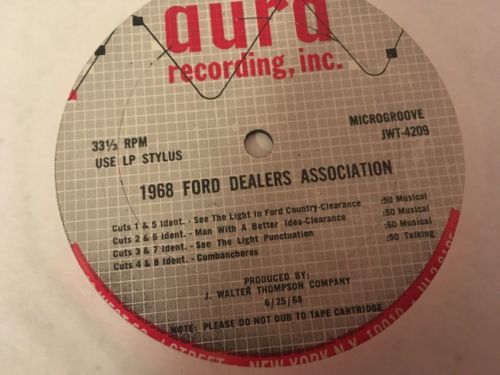 aura
recording, inc.
33⅓ RPM
USE LP STYLUS
MICROGROOVE
JWT-4209
1968 FORD DEALERS ASSOCIATION
Cuts 1 & 5 Ident. - See The Light In Ford Country-Clearance :50 Musical
Cuts 2 & 6 Ident. - Man With A Better Idea-Clearance :50 Musical
Cuts 3 & 7 Ident. - See The Light Punctuation :60 Musical
Cuts 4 & 8 Ident. - Cumbancheros :50 Talking
PRODUCED BY:
J. WALTER THOMPSON COMPANY
6/25/68
NOTE: PLEASE DO NOT DUB TO TAPE CARTRIDGE
STREET NEW YORK N.Y. 10019